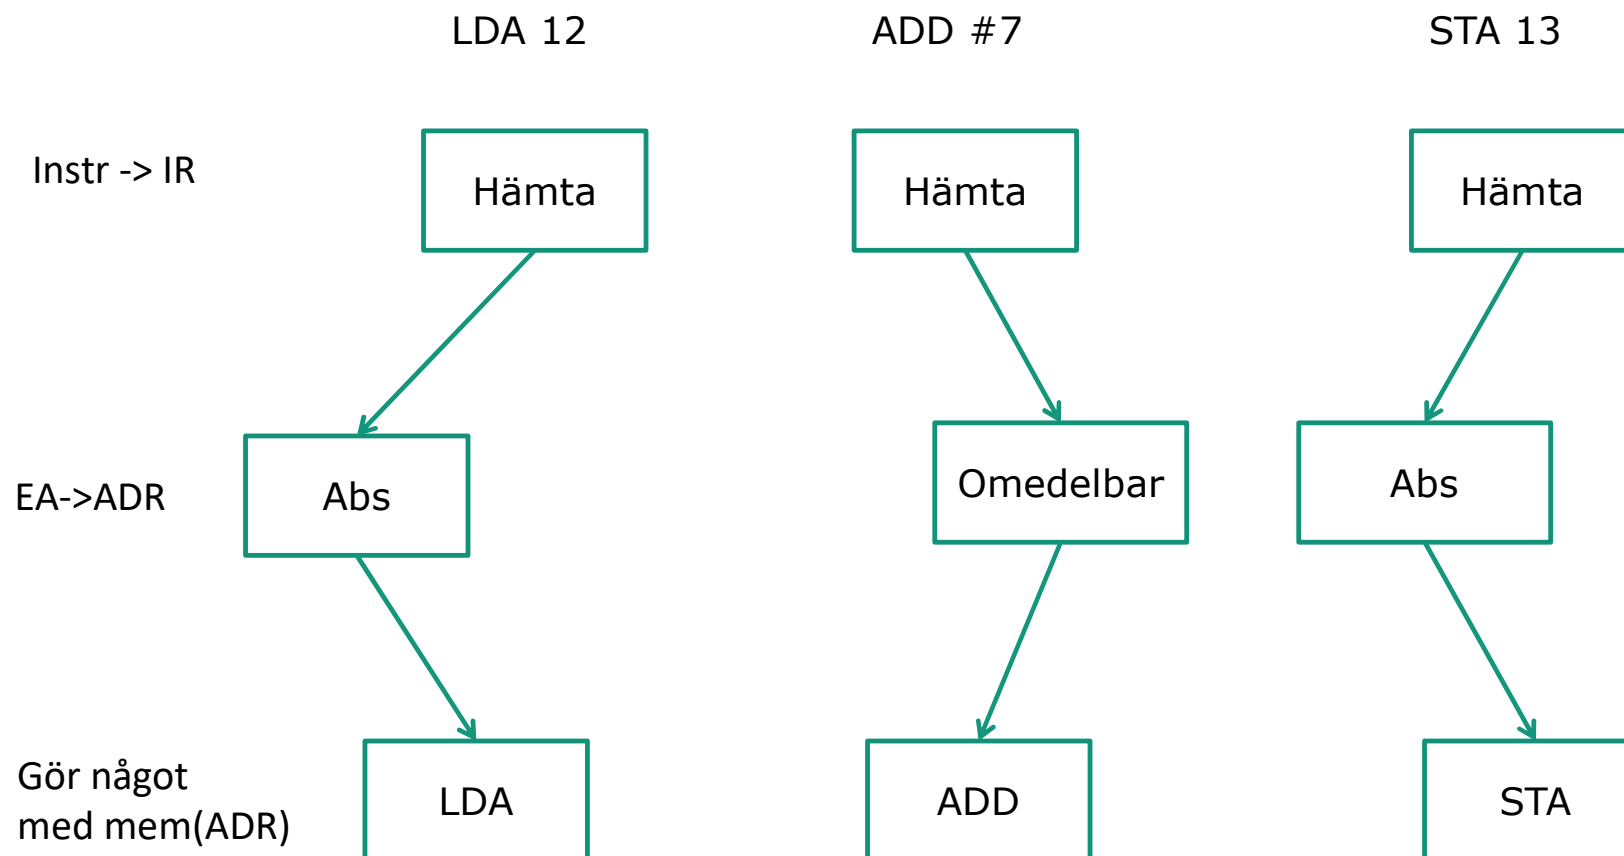 LDA 12
ADD #7
STA 13
Instr -> IR
Hämta
Hämta
Hämta
EA->ADR
Abs
Omedelbar
Abs
Gör något
med mem(ADR)
LDA
ADD
STA